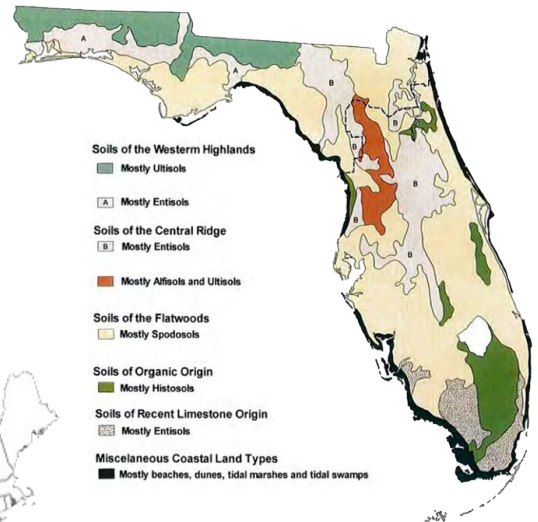 A
A
B
B
B
B
B
B
Soils of the Westerm Highlands
Mostly Ultisols
A Mostly Entisols
Soils of the Central Ridge
B Mostly Entisols
Mostly Alfisols and Ultisols
Soils of the Flatwoods
Mostly Spodosols
Soils of Organic Origin
Mostly Histosols
Soils of Recent Limestone Origin
Mostly Entisols
Miscelaneous Coastal Land Types
Mostly beaches, dunes, tidal marshes and tidal swamps